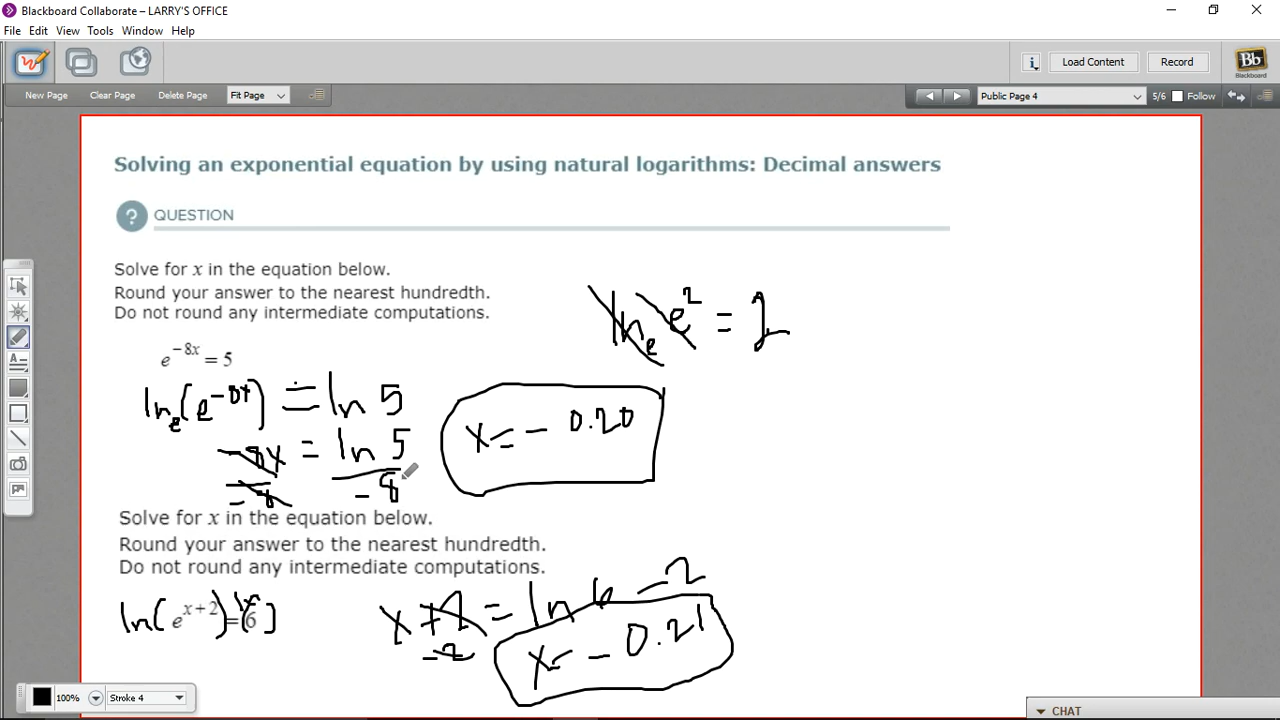 Blackboard Collaborate – LARRY'S OFFICE
File Edit View Tools Window Help
Load Content Record Bb
Blackboard
New Page Clear Page Delete Page Fit Page Public Page 4 5/6 Follow
Solving an exponential equation by using natural logarithms: Decimal answers
? QUESTION
Solve for x in the equation below.
Round your answer to the nearest hundredth.
Do not round any intermediate computations.
e^{-8x} = 5
ln_e(e^{-8x}) = ln 5
-8x = ln 5
-8 -8
ln_e e^2 = 2
x = - 0.20
Solve for x in the equation below.
Round your answer to the nearest hundredth.
Do not round any intermediate computations.
ln(e^{x+2}) = ln(6)
x+2 = ln 6 - 2
-2
x = - 0.21
100% Stroke 4
CHAT